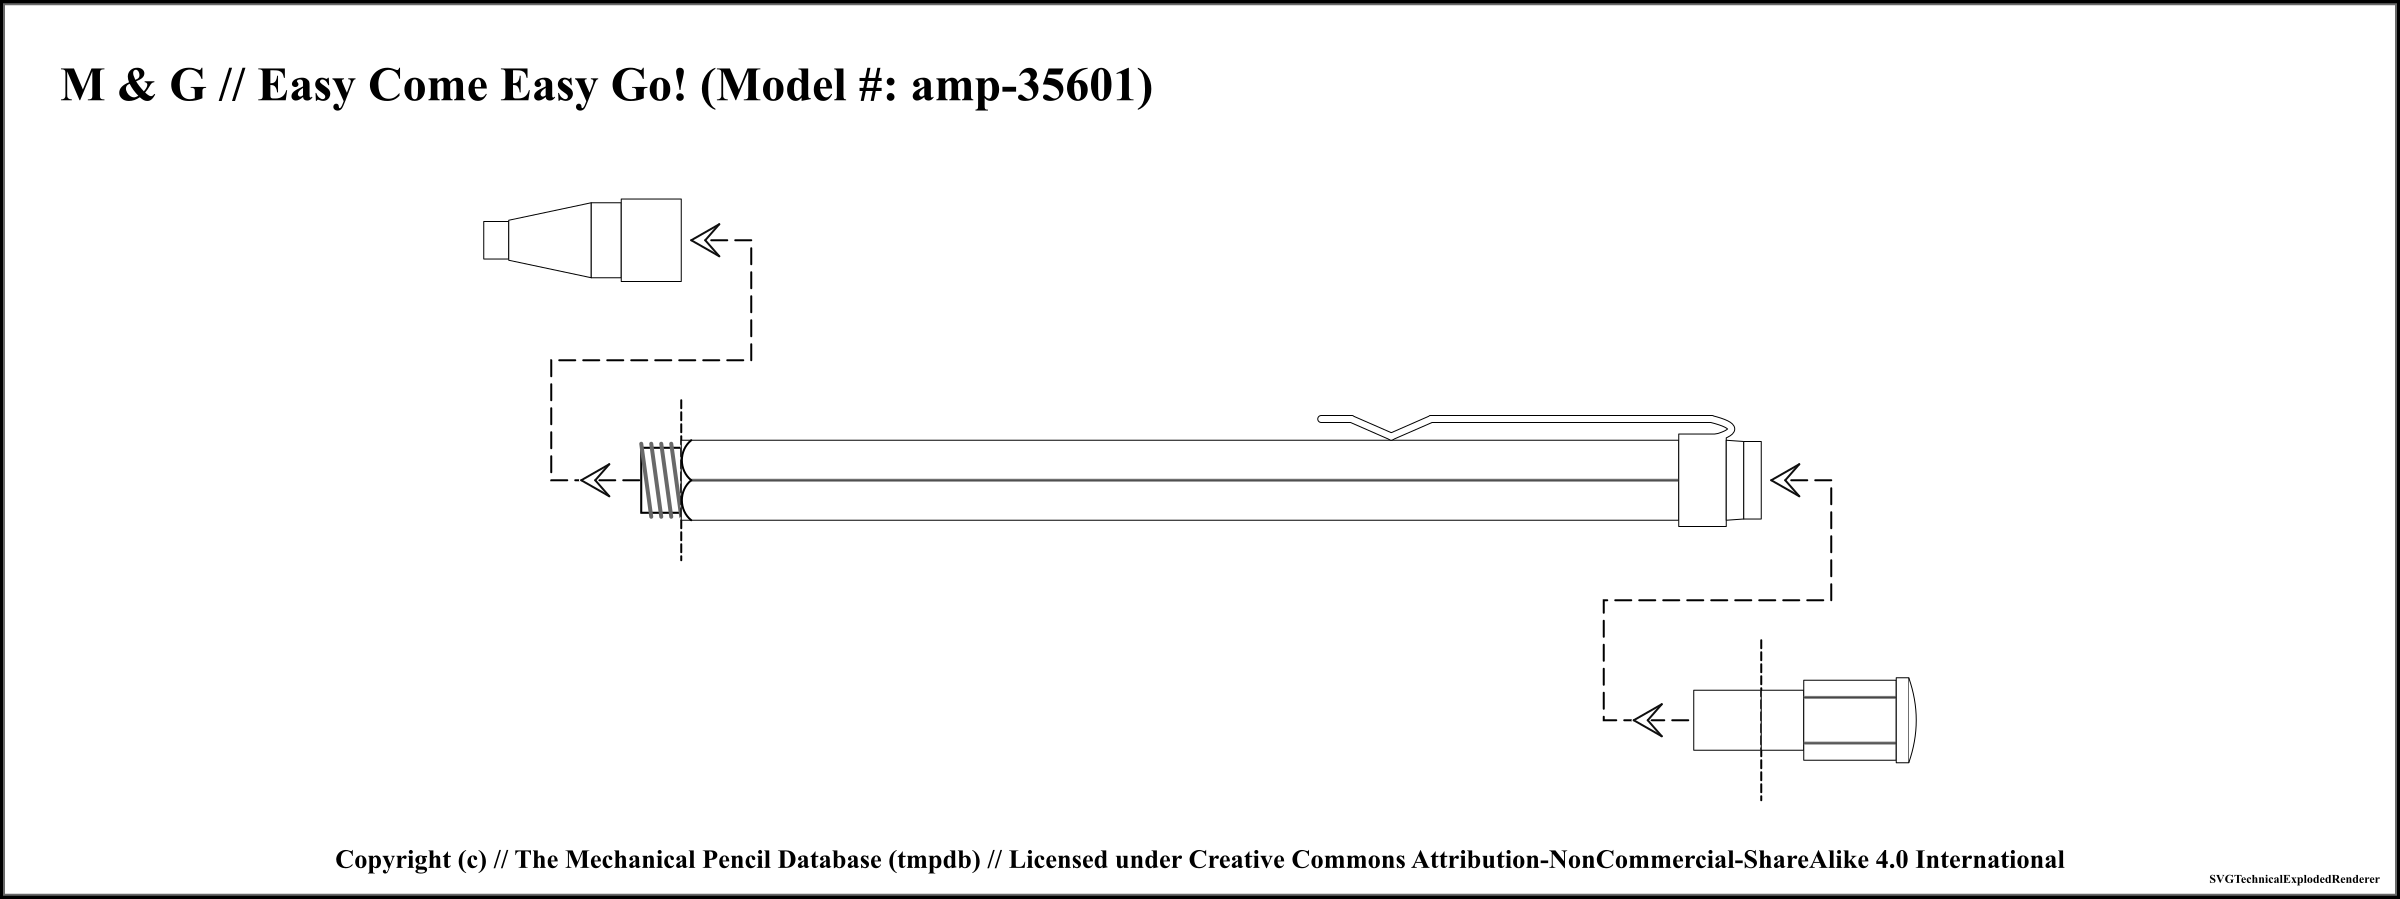 M & G // Easy Come Easy Go! (Model #: amp-35601)
Copyright (c) // The Mechanical Pencil Database (tmpdb) // Licensed under Creative Commons Attribution-NonCommercial-ShareAlike 4.0 International
SVGTechnicalExplodedRenderer